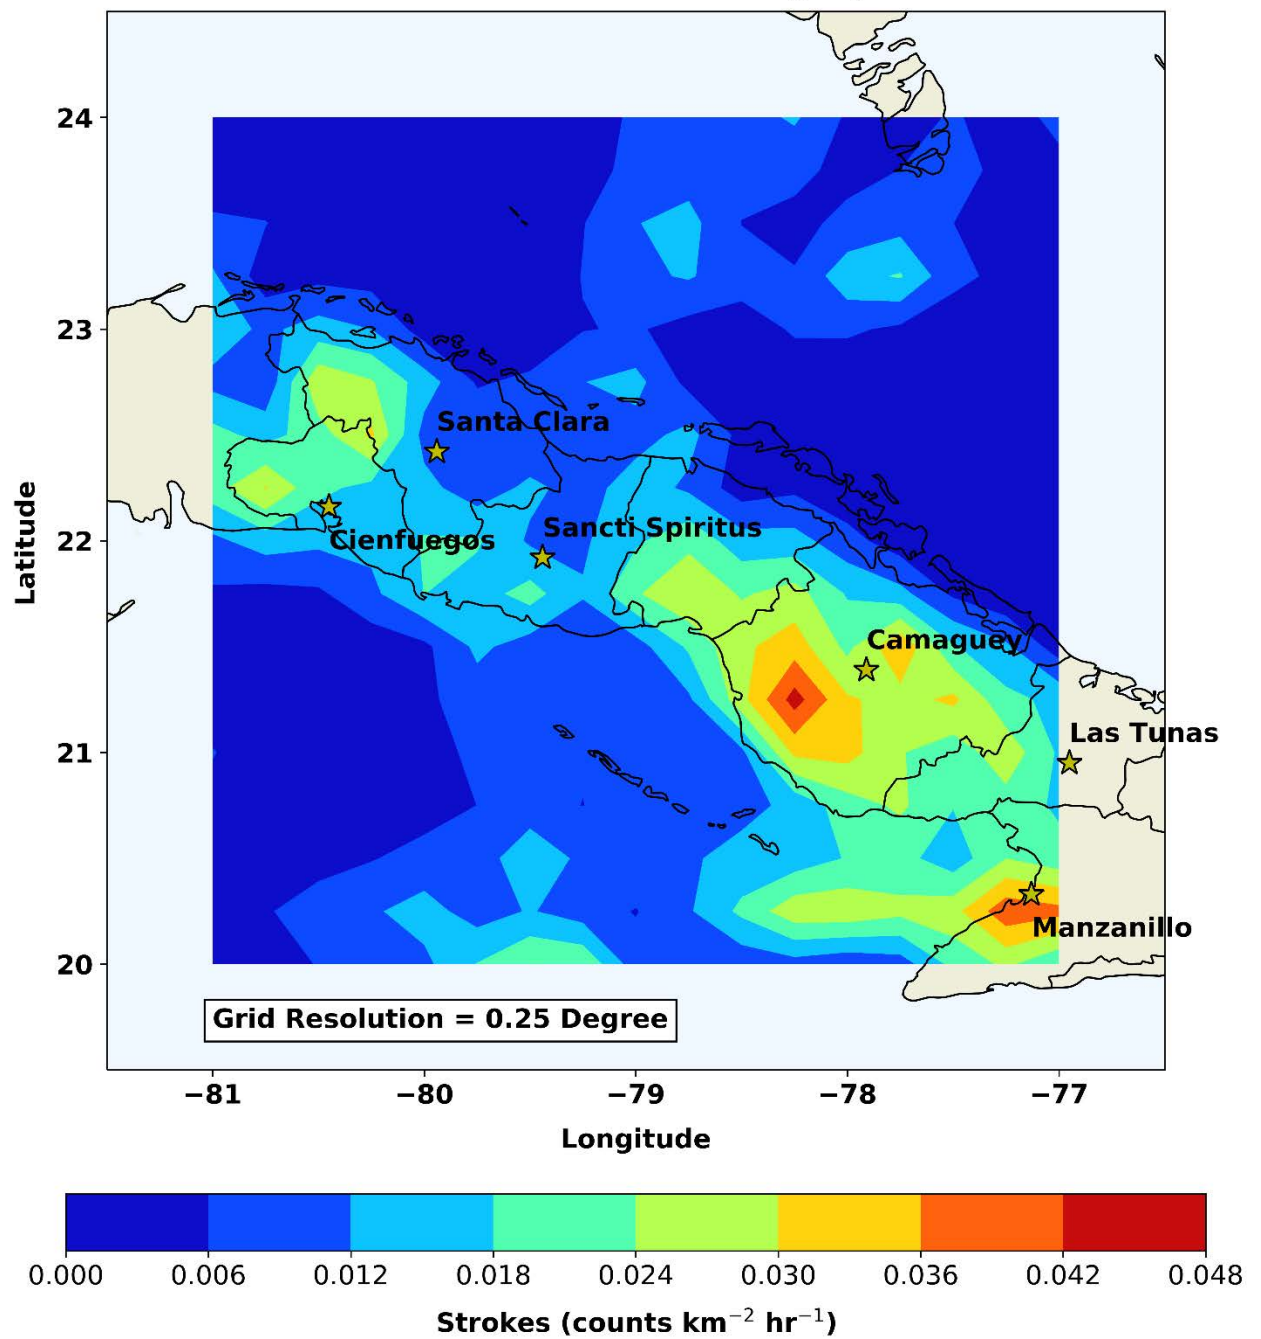 24
23
Santa Clara
Sancti Spiritus
22
Cienfuegos
Latitude
Camaguey
Las Tunas
21
Manzanillo
20
Grid Resolution = 0.25 Degree
−81 −80 −79 −78 −77
Longitude
0.000 0.006 0.012 0.018 0.024 0.030 0.036 0.042 0.048
Strokes (counts km⁻² hr⁻¹)